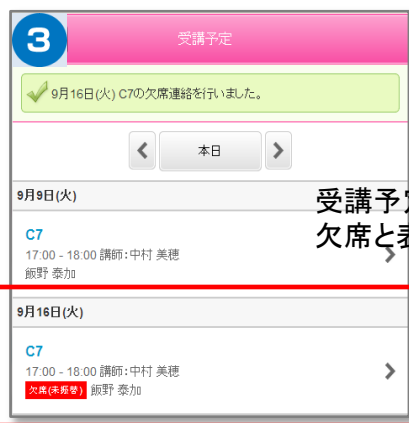 3
受講予定
9月16日(火) C7の欠席連絡を行いました。
本日
9月9日(火)
受講予
欠席と表
C7
17:00 - 18:00 講師：中村 美穂
飯野 泰加
9月16日(火)
C7
17:00 - 18:00 講師：中村 美穂
欠席(未振替) 飯野 泰加